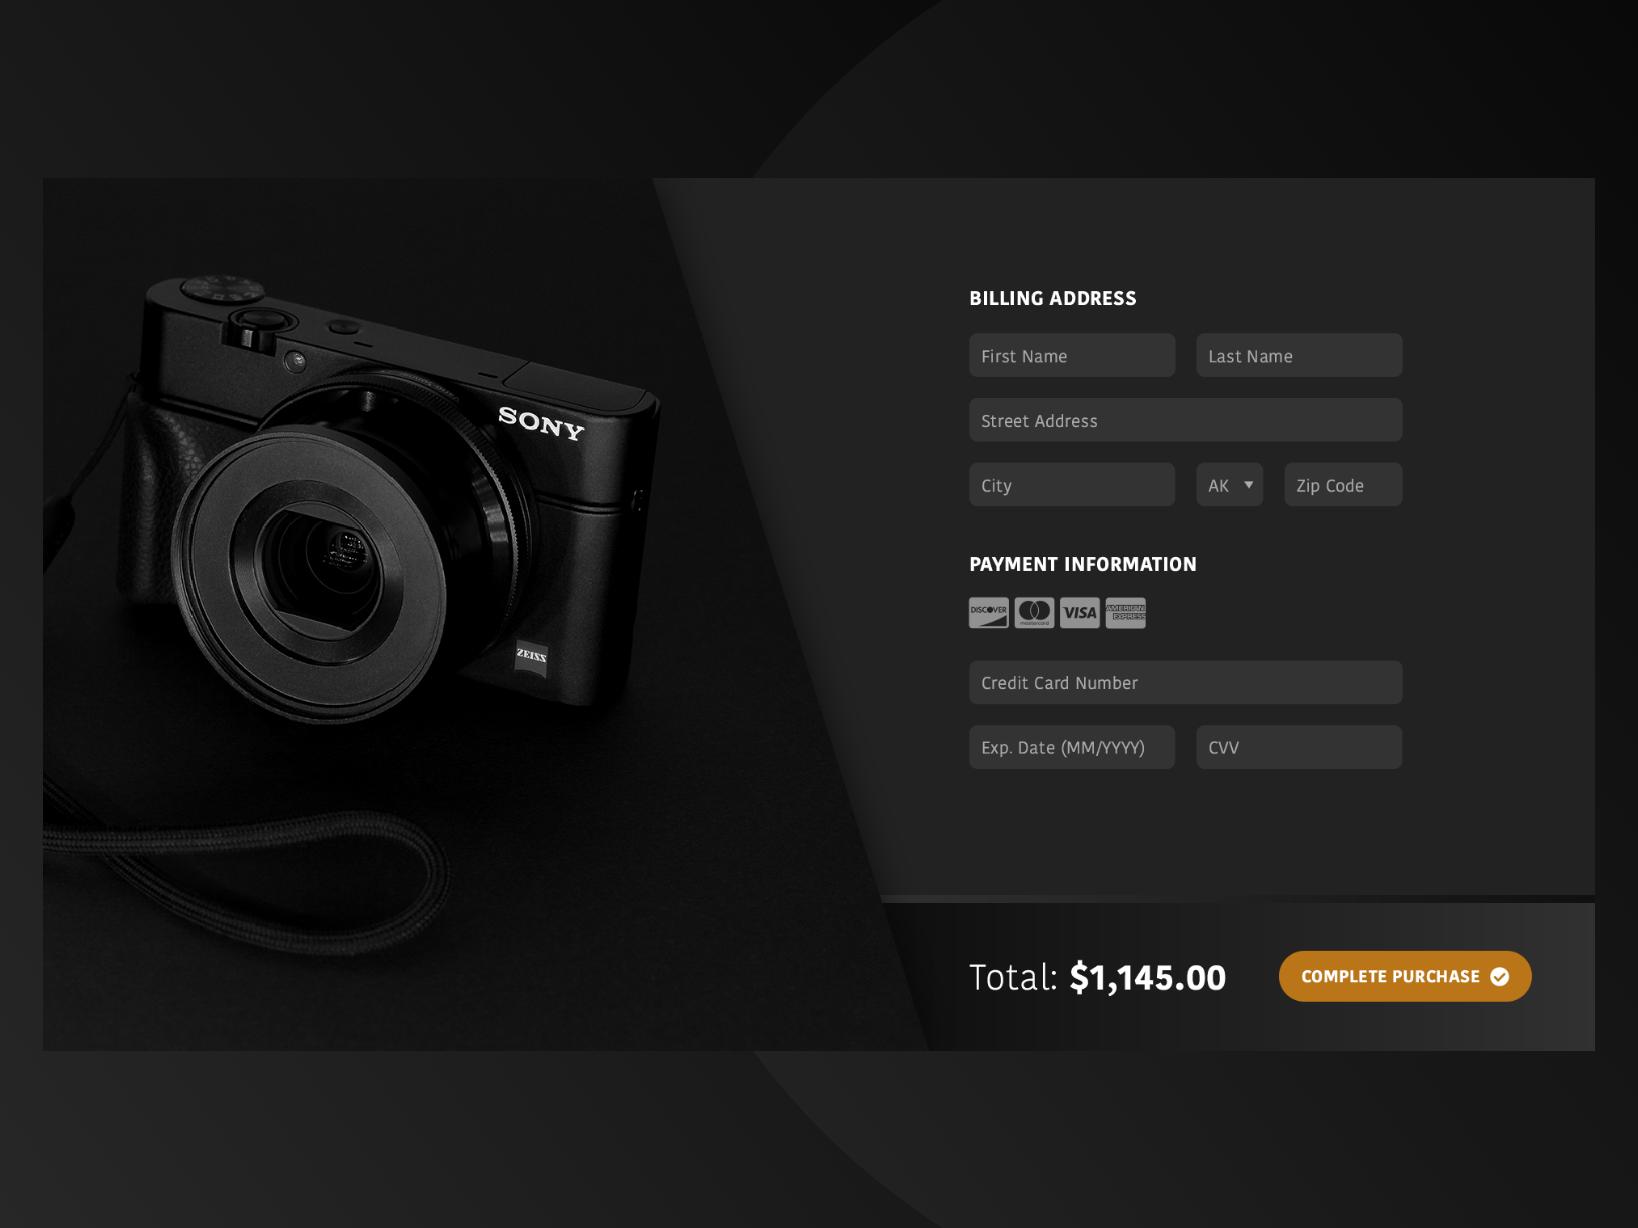 SONY
ZEISS
BILLING ADDRESS
First Name
Last Name
Street Address
City
AK
Zip Code
PAYMENT INFORMATION
DISCOVER
mastercard
VISA
AMERICAN
EXPRESS
Credit Card Number
Exp. Date (MM/YYYY)
CVV
Total: $1,145.00
COMPLETE PURCHASE